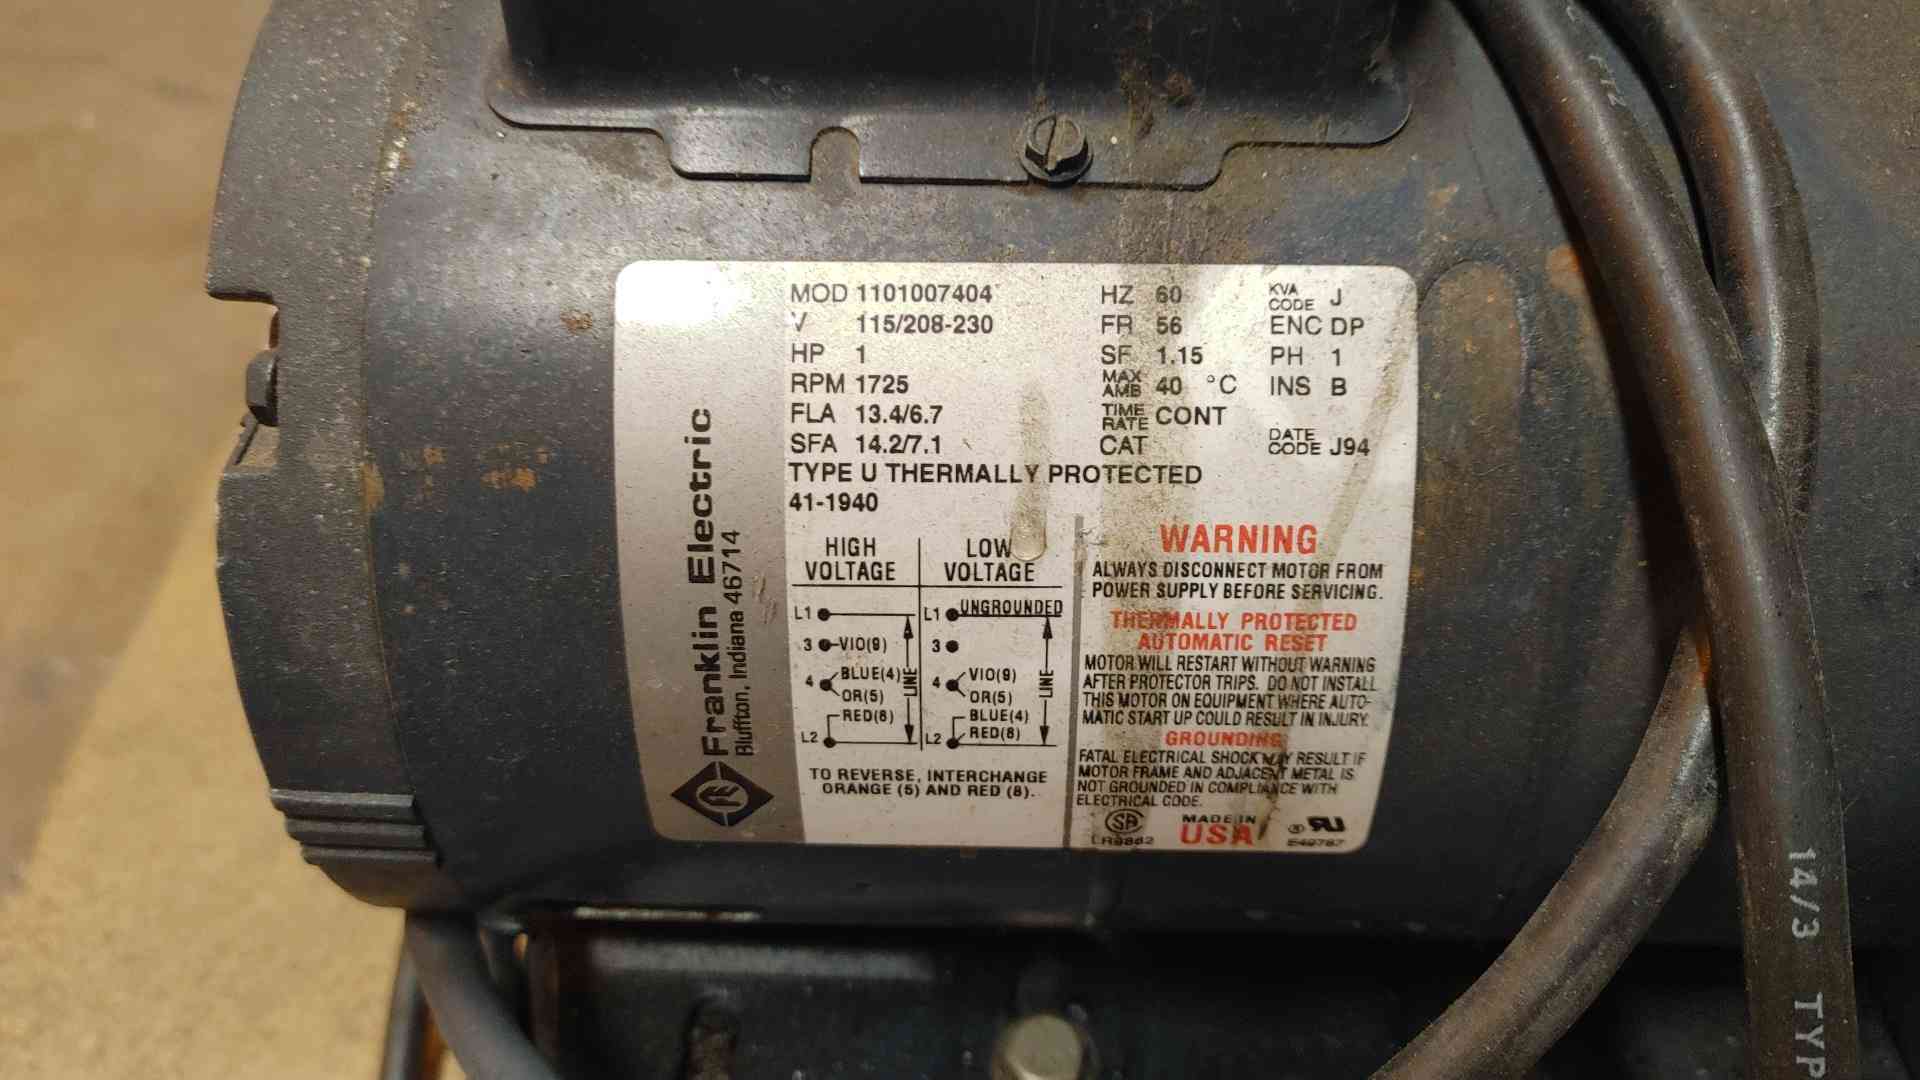 MOD 1101007404
V 115/208-230
HP 1
RPM 1725
FLA 13.4/6.7
SFA 14.2/7.1
HZ 60
FR 56
SF 1.15
MAX AMB 40 °C
TIME RATE CONT
CAT
KVA CODE J
ENC DP
PH 1
INS B
DATE CODE J94
TYPE U THERMALLY PROTECTED
41-1940
Franklin Electric
Bluffton, Indiana 46714
HIGH
VOLTAGE
L1
3 VIO(9)
4 BLUE(4)
OR(5)
RED(8)
L2
LINE
LOW
VOLTAGE
L1 UNGROUNDED
3
4 VIO(9)
OR(5)
BLUE(4)
L2 RED(8)
LINE
TO REVERSE, INTERCHANGE
ORANGE (5) AND RED (8).
WARNING
ALWAYS DISCONNECT MOTOR FROM
POWER SUPPLY BEFORE SERVICING.
THERMALLY PROTECTED
AUTOMATIC RESET
MOTOR WILL RESTART WITHOUT WARNING
AFTER PROTECTOR TRIPS. DO NOT INSTALL
THIS MOTOR ON EQUIPMENT WHERE AUTO-
MATIC START UP COULD RESULT IN INJURY.
GROUNDING
FATAL ELECTRICAL SHOCK MAY RESULT IF
MOTOR FRAME AND ADJACENT METAL IS
NOT GROUNDED IN COMPLIANCE WITH
ELECTRICAL CODE.
SA
MADE IN
USA
14/3 TYP